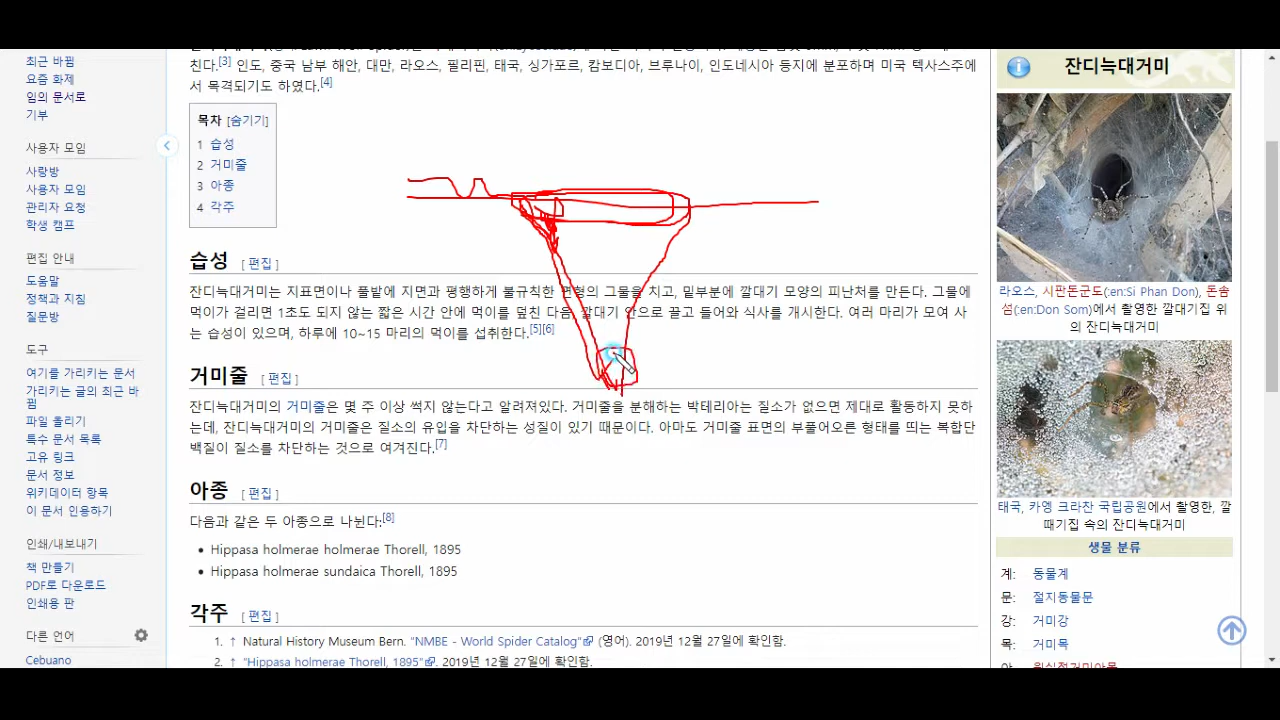 최근 바뀜
요즘 화제
임의 문서로
기부
사용자 모임
사랑방
사용자 모임
관리자 요청
학생 캠프
편집 안내
도움말
정책과 지침
질문방
도구
여기를 가리키는 문서
가리키는 글의 최근 바
뀜
파일 올리기
특수 문서 목록
고유 링크
문서 정보
위키데이터 항목
이 문서 인용하기
인쇄/내보내기
책 만들기
PDF로 다운로드
인쇄용 판
다른 언어
Cebuano
친다.[3] 인도, 중국 남부 해안, 대만, 라오스, 필리핀, 태국, 싱가포르, 캄보디아, 브루나이, 인도네시아 등지에 분포하며 미국 텍사스주에
서 목격되기도 하였다.[4]
목차 [숨기기]
1 습성
2 거미줄
3 아종
4 각주
습성 [편집]
잔디늑대거미는 지표면이나 풀밭에 지면과 평행하게 불규칙한 면형의 그물을 치고, 밑부분에 깔대기 모양의 피난처를 만든다. 그물에
먹이가 걸리면 1초도 되지 않는 짧은 시간 안에 먹이를 덮친 다음, 깔대기 안으로 끌고 들어와 식사를 개시한다. 여러 마리가 모여 사
는 습성이 있으며, 하루에 10~15 마리의 먹이를 섭취한다.[5][6]
거미줄 [편집]
잔디늑대거미의 거미줄은 몇 주 이상 썩지 않는다고 알려져있다. 거미줄을 분해하는 박테리아는 질소가 없으면 제대로 활동하지 못하
는데, 잔디늑대거미의 거미줄은 질소의 유입을 차단하는 성질이 있기 때문이다. 아마도 거미줄 표면의 부풀어오른 형태를 띄는 복합단
백질이 질소를 차단하는 것으로 여겨진다.[7]
아종 [편집]
다음과 같은 두 아종으로 나뉜다:[8]
• Hippasa holmerae holmerae Thorell, 1895
• Hippasa holmerae sundaica Thorell, 1895
각주 [편집]
1. ↑ Natural History Museum Bern. "NMBE - World Spider Catalog" (영어). 2019년 12월 27일에 확인함.
2. ↑ "Hippasa holmerae Thorell, 1895". 2019년 12월 27일에 확인함.
잔디늑대거미
라오스, 시판돈군도(:en:Si Phan Don), 돈솜
섬(:en:Don Som)에서 촬영한 깔대기집 위
의 잔디늑대거미
태국, 카엥 크라찬 국립공원에서 촬영한, 깔
때기집 속의 잔디늑대거미
생물 분류
계: 동물계
문: 절지동물문
강: 거미강
목: 거미목